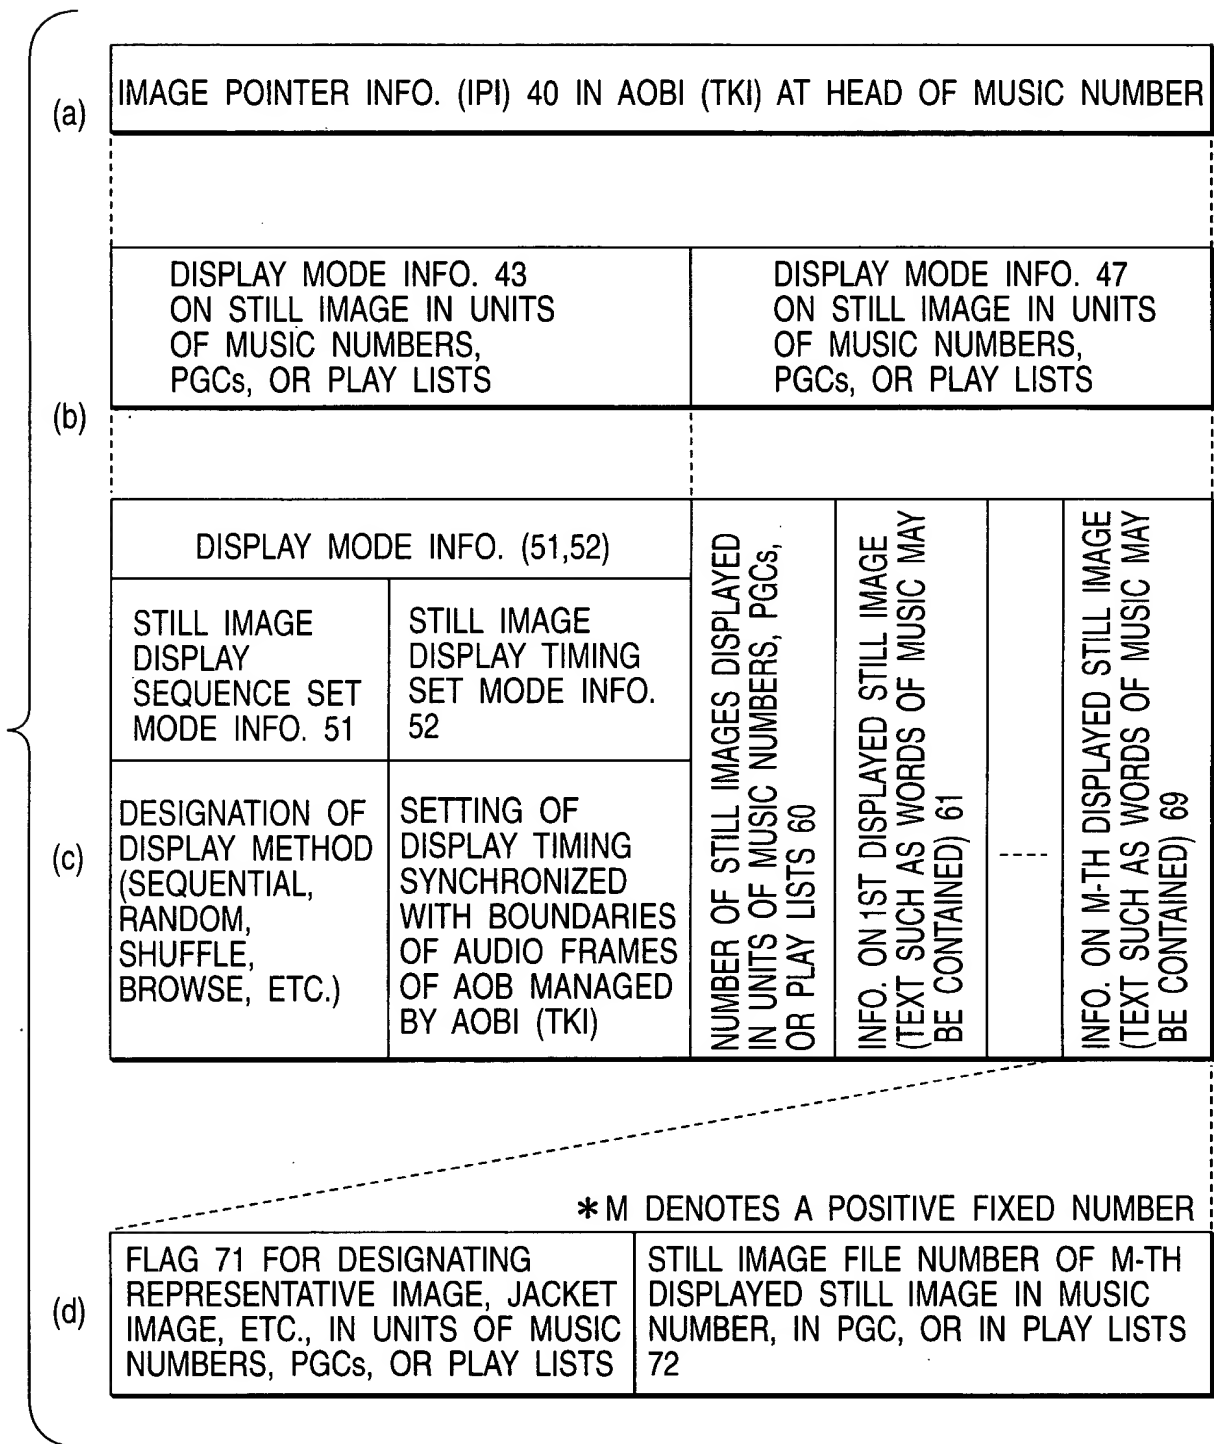 (a)
IMAGE POINTER INFO. (IPI) 40 IN AOBI (TKI) AT HEAD OF MUSIC NUMBER
(b)
DISPLAY MODE INFO. 43
ON STILL IMAGE IN UNITS
OF MUSIC NUMBERS,
PGCs, OR PLAY LISTS
DISPLAY MODE INFO. 47
ON STILL IMAGE IN UNITS
OF MUSIC NUMBERS,
PGCs, OR PLAY LISTS
(c)
DISPLAY MODE INFO. (51,52)
STILL IMAGE
DISPLAY
SEQUENCE SET
MODE INFO. 51
STILL IMAGE
DISPLAY TIMING
SET MODE INFO.
52
DESIGNATION OF
DISPLAY METHOD
(SEQUENTIAL,
RANDOM,
SHUFFLE,
BROWSE, ETC.)
SETTING OF
DISPLAY TIMING
SYNCHRONIZED
WITH BOUNDARIES
OF AUDIO FRAMES
OF AOB MANAGED
BY AOBI (TKI)
NUMBER OF STILL IMAGES DISPLAYED
IN UNITS OF MUSIC NUMBERS, PGCs,
OR PLAY LISTS 60
INFO. ON 1ST DISPLAYED STILL IMAGE
(TEXT SUCH AS WORDS OF MUSIC MAY
BE CONTAINED) 61
----
INFO. ON M-TH DISPLAYED STILL IMAGE
(TEXT SUCH AS WORDS OF MUSIC MAY
BE CONTAINED) 69
*M DENOTES A POSITIVE FIXED NUMBER
(d)
FLAG 71 FOR DESIGNATING
REPRESENTATIVE IMAGE, JACKET
IMAGE, ETC., IN UNITS OF MUSIC
NUMBERS, PGCs, OR PLAY LISTS
STILL IMAGE FILE NUMBER OF M-TH
DISPLAYED STILL IMAGE IN MUSIC
NUMBER, IN PGC, OR IN PLAY LISTS
72